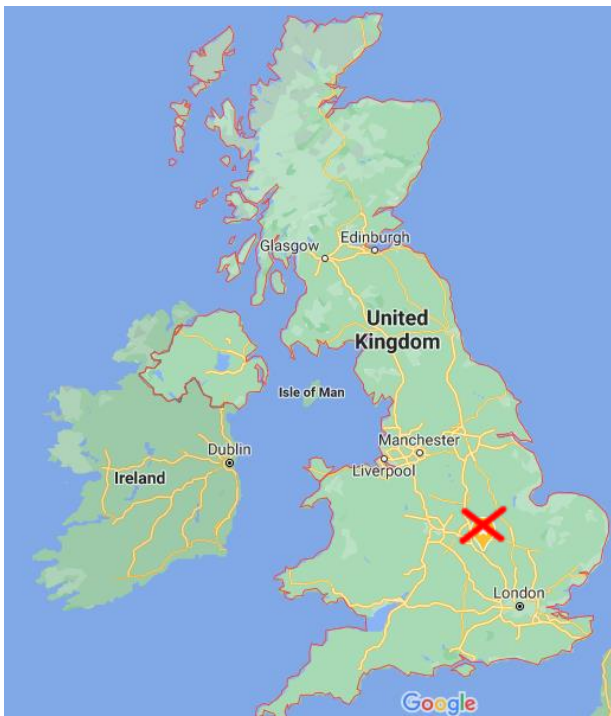 Glasgow
Edinburgh
United
Kingdom
Isle of Man
Dublin
Ireland
Manchester
Liverpool
London
Google